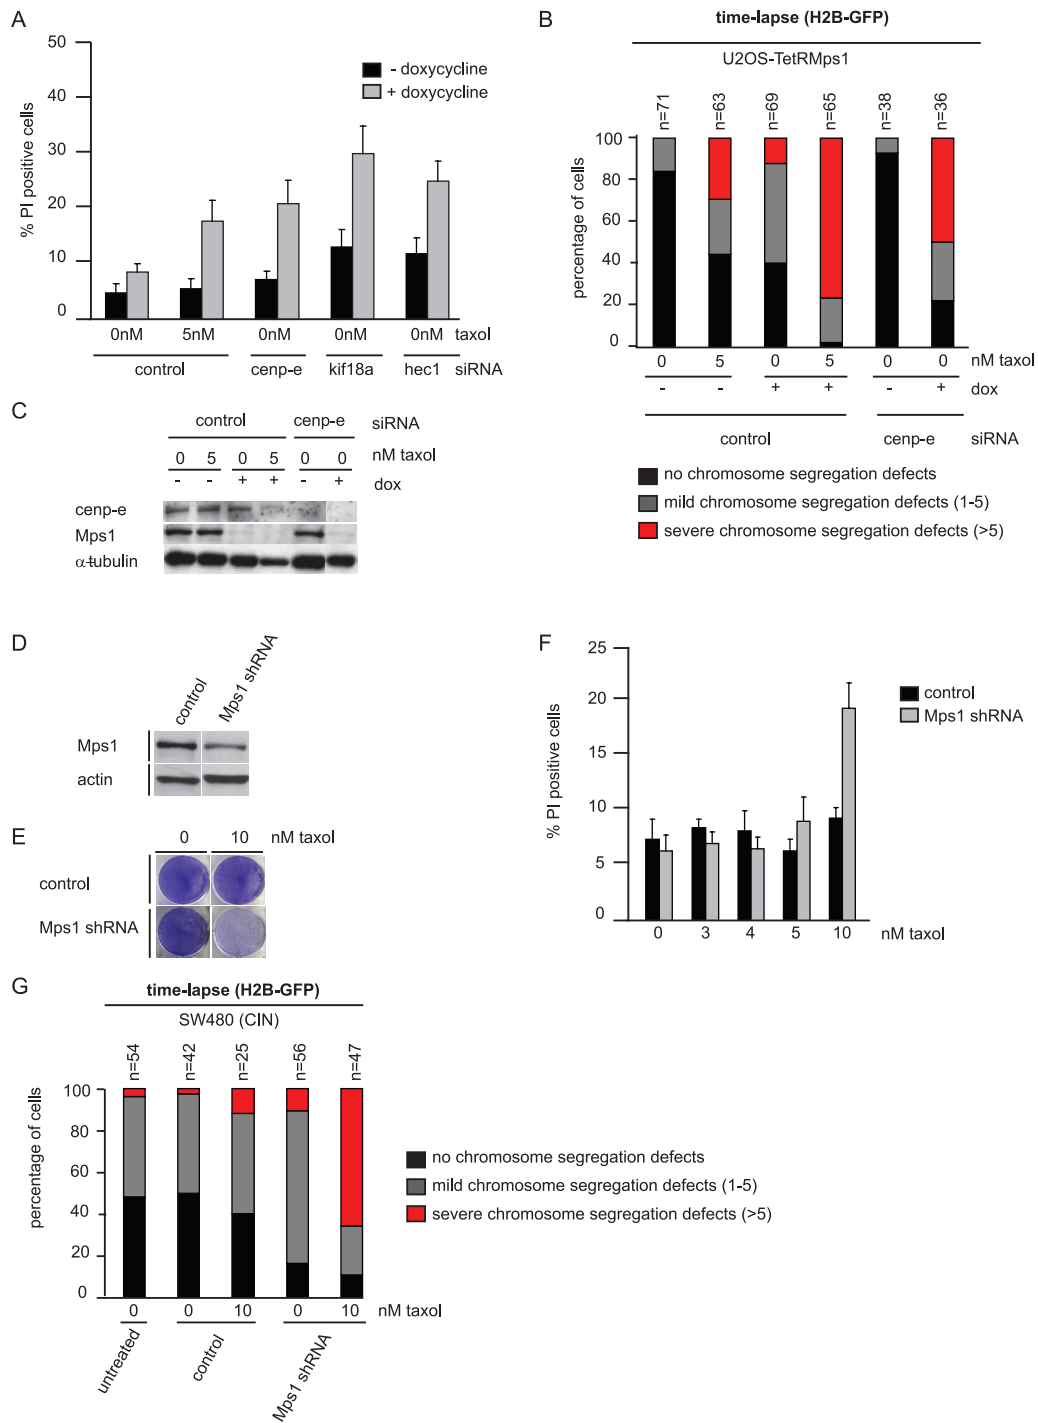 A
50
40
30
20
10
0
% PI positive cells
- doxycycline
+ doxycycline
0nM 5nM 0nM 0nM 0nM taxol
control cenp-e kif18a hec1 siRNA
B
time-lapse (H2B-GFP)
U2OS-TetRMps1
n=71 n=63 n=69 n=65 n=38 n=36
100
80
60
40
20
0
percentage of cells
0 5 0 5 0 0 nM taxol
- - + + - + dox
control cenp-e siRNA
no chromosome segregation defects
mild chromosome segregation defects (1-5)
severe chromosome segregation defects (>5)
C
control cenp-e siRNA
0 5 0 5 0 0 nM taxol
- - + + - + dox
cenp-e
Mps1
α-tubulin
D
control Mps1 shRNA
Mps1
actin
E
0 10 nM taxol
control
Mps1 shRNA
F
25
20
15
10
5
0
% PI positive cells
control
Mps1 shRNA
0 3 4 5 10 nM taxol
G
time-lapse (H2B-GFP)
SW480 (CIN)
n=54 n=42 n=25 n=56 n=47
100
80
60
40
20
0
percentage of cells
no chromosome segregation defects
mild chromosome segregation defects (1-5)
severe chromosome segregation defects (>5)
0 0 10 0 10 nM taxol
untreated control Mps1 shRNA